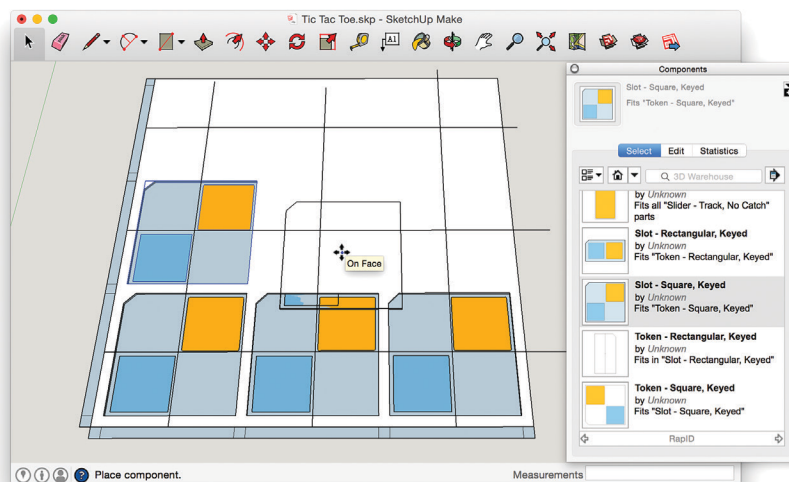 Tic Tac Toe.skp - SketchUp Make
A1
Components
Slot - Square, Keyed
Fits "Token - Square, Keyed"
Select Edit Statistics
3D Warehouse
by Unknown
Fits all "Slider - Track, No Catch"
parts
Slot - Rectangular, Keyed
by Unknown
Fits "Token - Rectangular, Keyed"
Slot - Square, Keyed
by Unknown
Fits "Token - Square, Keyed"
Token - Rectangular, Keyed
by Unknown
Fits in "Slot - Rectangular, Keyed"
Token - Square, Keyed
by Unknown
Fits "Slot - Square, Keyed"
RapID
On Face
? Place component.
Measurements